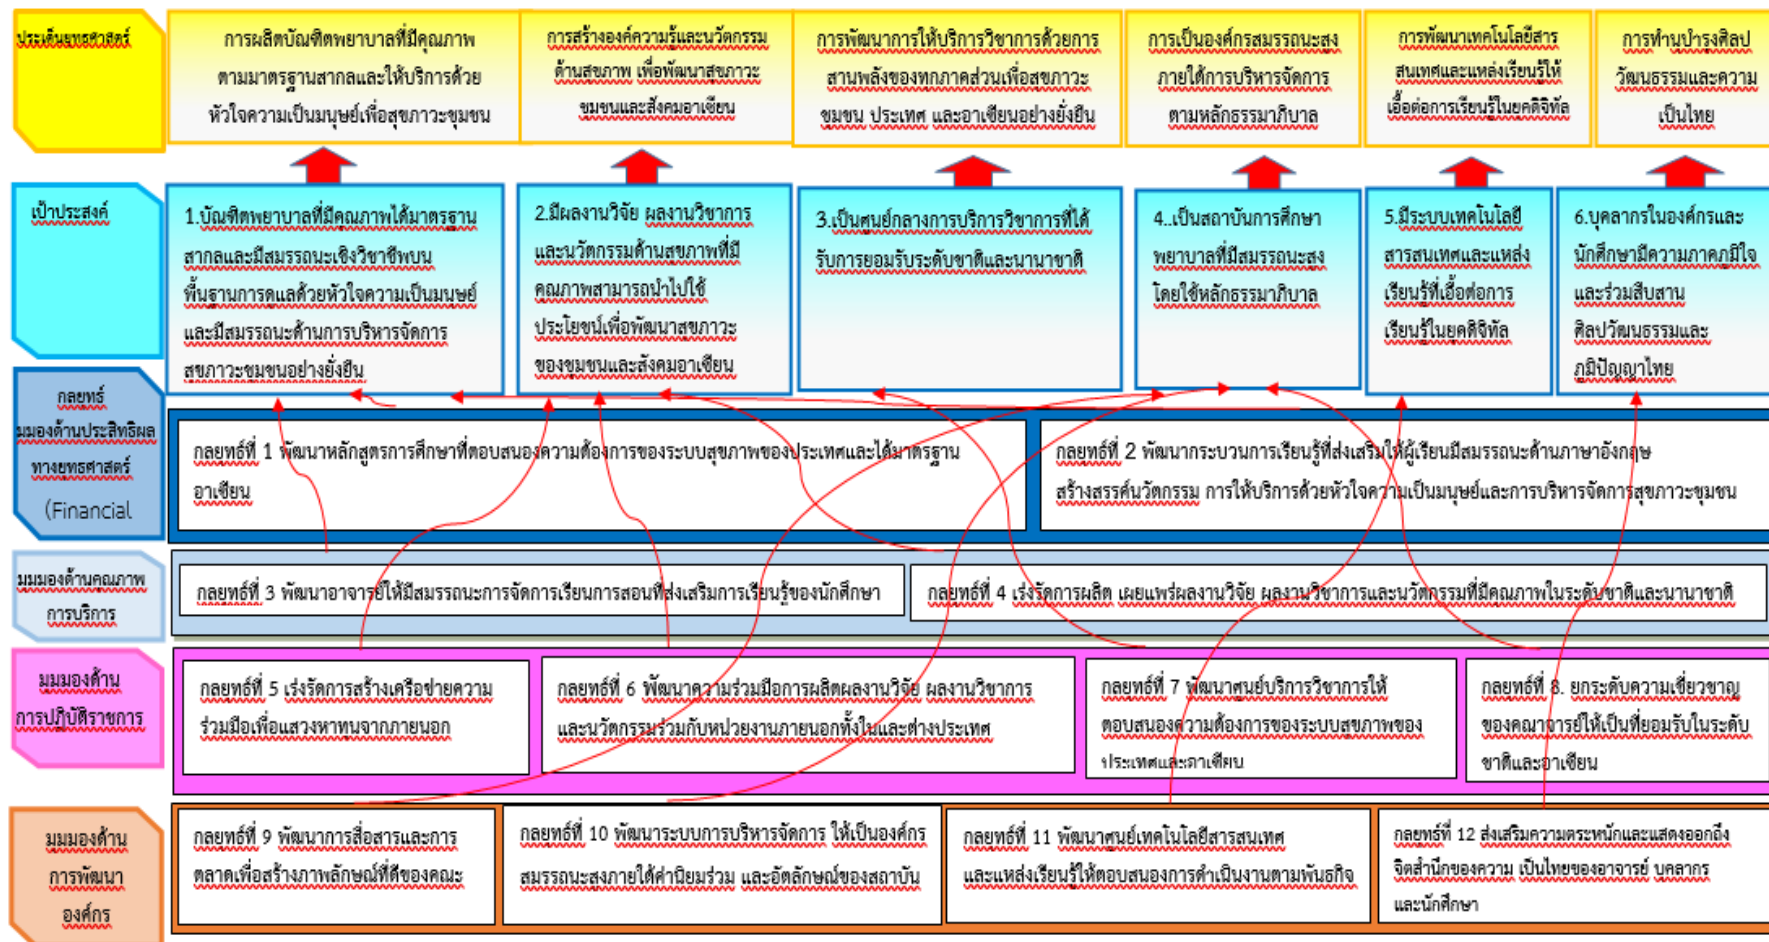 ประเด็นยุทธศาสตร์
การผลิตบัณฑิตพยาบาลที่มีคุณภาพ
ตามมาตรฐานสากลและให้บริการด้วย
หัวใจความเป็นมนุษย์เพื่อสุขภาวะชุมชน
การสร้างองค์ความรู้และนวัตกรรม
ด้านสุขภาพ เพื่อพัฒนาสุขภาวะ
ชุมชนและสังคมอาเซียน
การพัฒนาการให้บริการวิชาการด้วยการ
สานพลังของทุกภาคส่วนเพื่อสุขภาวะ
ชุมชน ประเทศ และอาเซียนอย่างยั่งยืน
การเป็นองค์กรสมรรถนะสูง
ภายใต้การบริหารจัดการ
ตามหลักธรรมาภิบาล
การพัฒนาเทคโนโลยีสาร
สนเทศและแหล่งเรียนรู้ให้
เอื้อต่อการเรียนรู้ในยุคดิจิทัล
การทำนุบำรุงศิลป
วัฒนธรรมและความ
เป็นไทย
เป้าประสงค์
1.บัณฑิตพยาบาลที่มีคุณภาพได้มาตรฐาน
สากลและมีสมรรถนะเชิงวิชาชีพบน
พื้นฐานการดูแลด้วยหัวใจความเป็นมนุษย์
และมีสมรรถนะด้านการบริหารจัดการ
สุขภาวะชุมชนอย่างยั่งยืน
2.มีผลงานวิจัย ผลงานวิชาการ
และนวัตกรรมด้านสุขภาพที่มี
คุณภาพสามารถนำไปใช้
ประโยชน์เพื่อพัฒนาสุขภาวะ
ของชุมชนและสังคมอาเซียน
3.เป็นศูนย์กลางการบริการวิชาการที่ได้
รับการยอมรับระดับชาติและนานาชาติ
4..เป็นสถาบันการศึกษา
พยาบาลที่มีสมรรถนะสูง
โดยใช้หลักธรรมาภิบาล
5.มีระบบเทคโนโลยี
สารสนเทศและแหล่ง
เรียนรู้ที่เอื้อต่อการ
เรียนรู้ในยุคดิจิทัล
6.บุคลากรในองค์กรและ
นักศึกษามีความภาคภูมิใจ
และร่วมสืบสาน
ศิลปวัฒนธรรมและ
ภูมิปัญญาไทย
กลยุทธ์
มุมองด้านประสิทธิผล
ทางยุทธศาสตร์
(Financial
กลยุทธ์ที่ 1 พัฒนาหลักสูตรการศึกษาที่ตอบสนองความต้องการของระบบสุขภาพของประเทศและได้มาตรฐาน
อาเซียน
กลยุทธ์ที่ 2 พัฒนากระบวนการเรียนรู้ที่ส่งเสริมให้ผู้เรียนมีสมรรถนะด้านภาษาอังกฤษ
สร้างสรรค์นวัตกรรม การให้บริการด้วยหัวใจความเป็นมนุษย์และการบริหารจัดการสุขภาวะชุมชน
มุมมองด้านคุณภาพ
การบริการ
กลยุทธ์ที่ 3 พัฒนาอาจารย์ให้มีสมรรถนะการจัดการเรียนการสอนที่ส่งเสริมการเรียนรู้ของนักศึกษา
กลยุทธ์ที่ 4 เร่งรัดการผลิต เผยแพร่ผลงานวิจัย ผลงานวิชาการและนวัตกรรมที่มีคุณภาพในระดับชาติและนานาชาติ
มุมมองด้าน
การปฏิบัติราชการ
กลยุทธ์ที่ 5 เร่งรัดการสร้างเครือข่ายความ
ร่วมมือเพื่อแสวงหาทุนจากภายนอก
กลยุทธ์ที่ 6 พัฒนาความร่วมมือการผลิตผลงานวิจัย ผลงานวิชาการ
และนวัตกรรมร่วมกับหน่วยงานภายนอกทั้งในและต่างประเทศ
กลยุทธ์ที่ 7 พัฒนาศูนย์บริการวิชาการให้
ตอบสนองความต้องการของระบบสุขภาพของ
ประเทศและอาเซียน
กลยุทธ์ที่ 8. ยกระดับความเชี่ยวชาญ
ของคณาจารย์ให้เป็นที่ยอมรับในระดับ
ชาติและอาเซียน
มุมมองด้าน
การพัฒนา
องค์กร
กลยุทธ์ที่ 9 พัฒนาการสื่อสารและการ
ตลาดเพื่อสร้างภาพลักษณ์ที่ดีของคณะ
กลยุทธ์ที่ 10 พัฒนาระบบการบริหารจัดการ ให้เป็นองค์กร
สมรรถนะสูงภายใต้ค่านิยมร่วม และอัตลักษณ์ของสถาบัน
กลยุทธ์ที่ 11 พัฒนาศูนย์เทคโนโลยีสารสนเทศ
และแหล่งเรียนรู้ให้ตอบสนองการดำเนินงานตามพันธกิจ
กลยุทธ์ที่ 12 ส่งเสริมความตระหนักและแสดงออกถึง
จิตสำนึกของความ เป็นไทยของอาจารย์ บุคลากร
และนักศึกษา